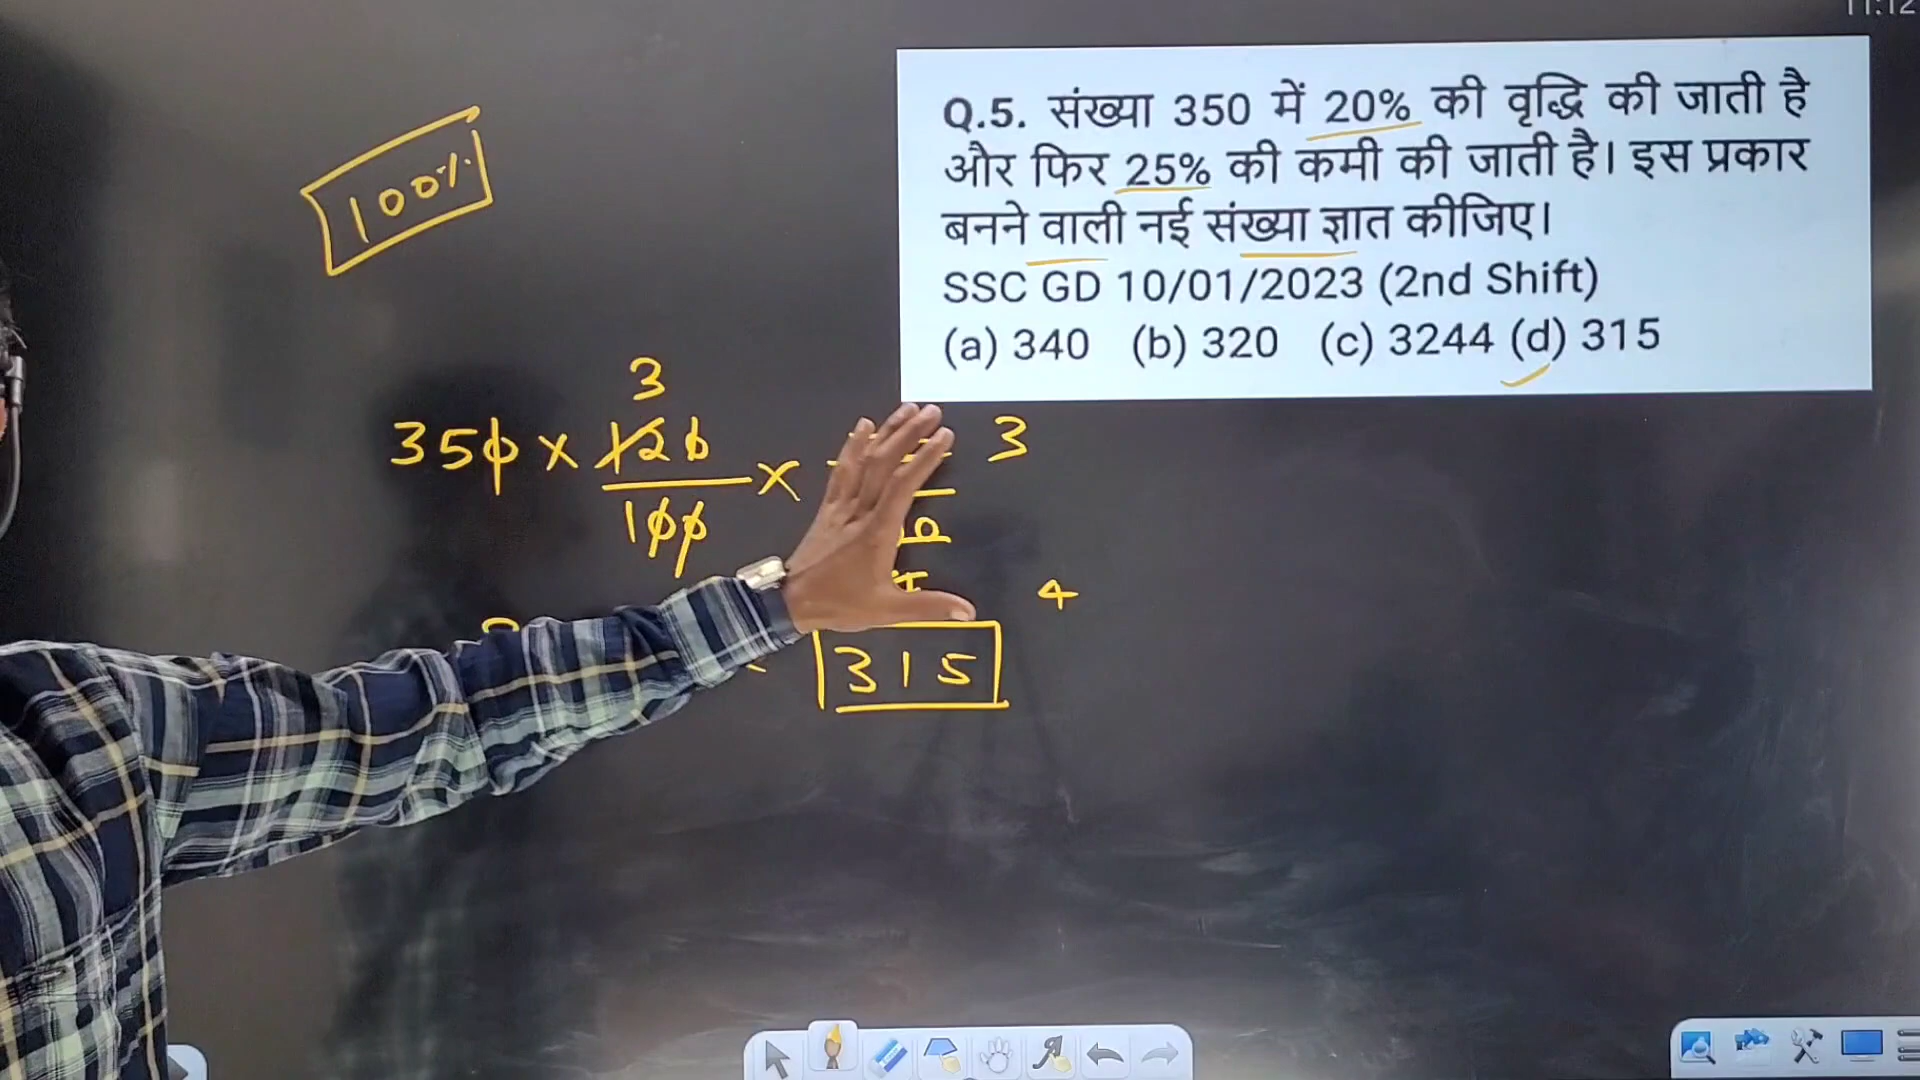 11:12
Q.5. संख्या 350 में 20% की वृद्धि की जाती है
और फिर 25% की कमी की जाती है। इस प्रकार
बनने वाली नई संख्या ज्ञात कीजिए।
SSC GD 10/01/2023 (2nd Shift)
(a) 340 (b) 320 (c) 3244 (d) 315
100%
3
350 × 120 × 3
100
4
315